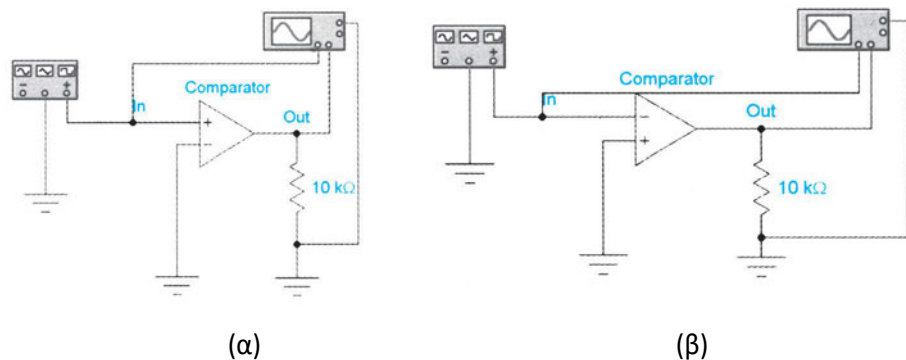 Comparator
In
+
−
Out
10 kΩ
(α)
− +
Comparator
In
−
+
Out
10 kΩ
(β)
− +